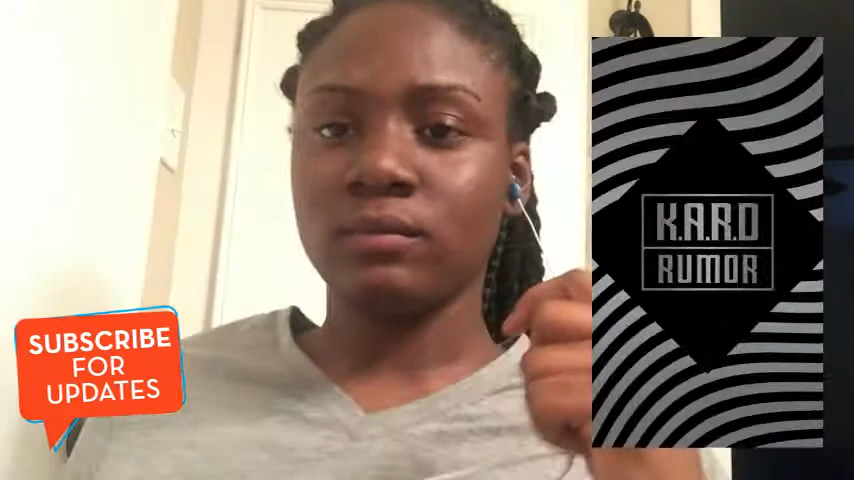 SUBSCRIBE
FOR
UPDATES
K.A.R.D
RUMOR